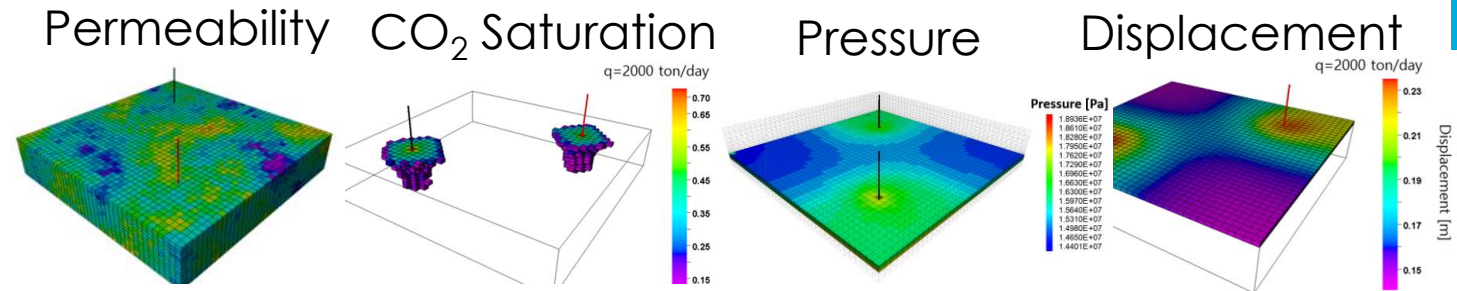 Permeability
CO₂ Saturation
q=2000 ton/day
0.70
0.65
0.55
0.45
0.35
0.25
0.15
Pressure
Pressure [Pa]
1.8936E+07
1.8610E+07
1.8280E+07
1.7950E+07
1.7620E+07
1.7290E+07
1.6960E+07
1.6630E+07
1.6300E+07
1.5970E+07
1.5640E+07
1.5310E+07
1.4980E+07
1.4650E+07
1.4401E+07
Displacement
q=2000 ton/day
0.23
0.21
0.19
0.17
0.15
Displacement [m]